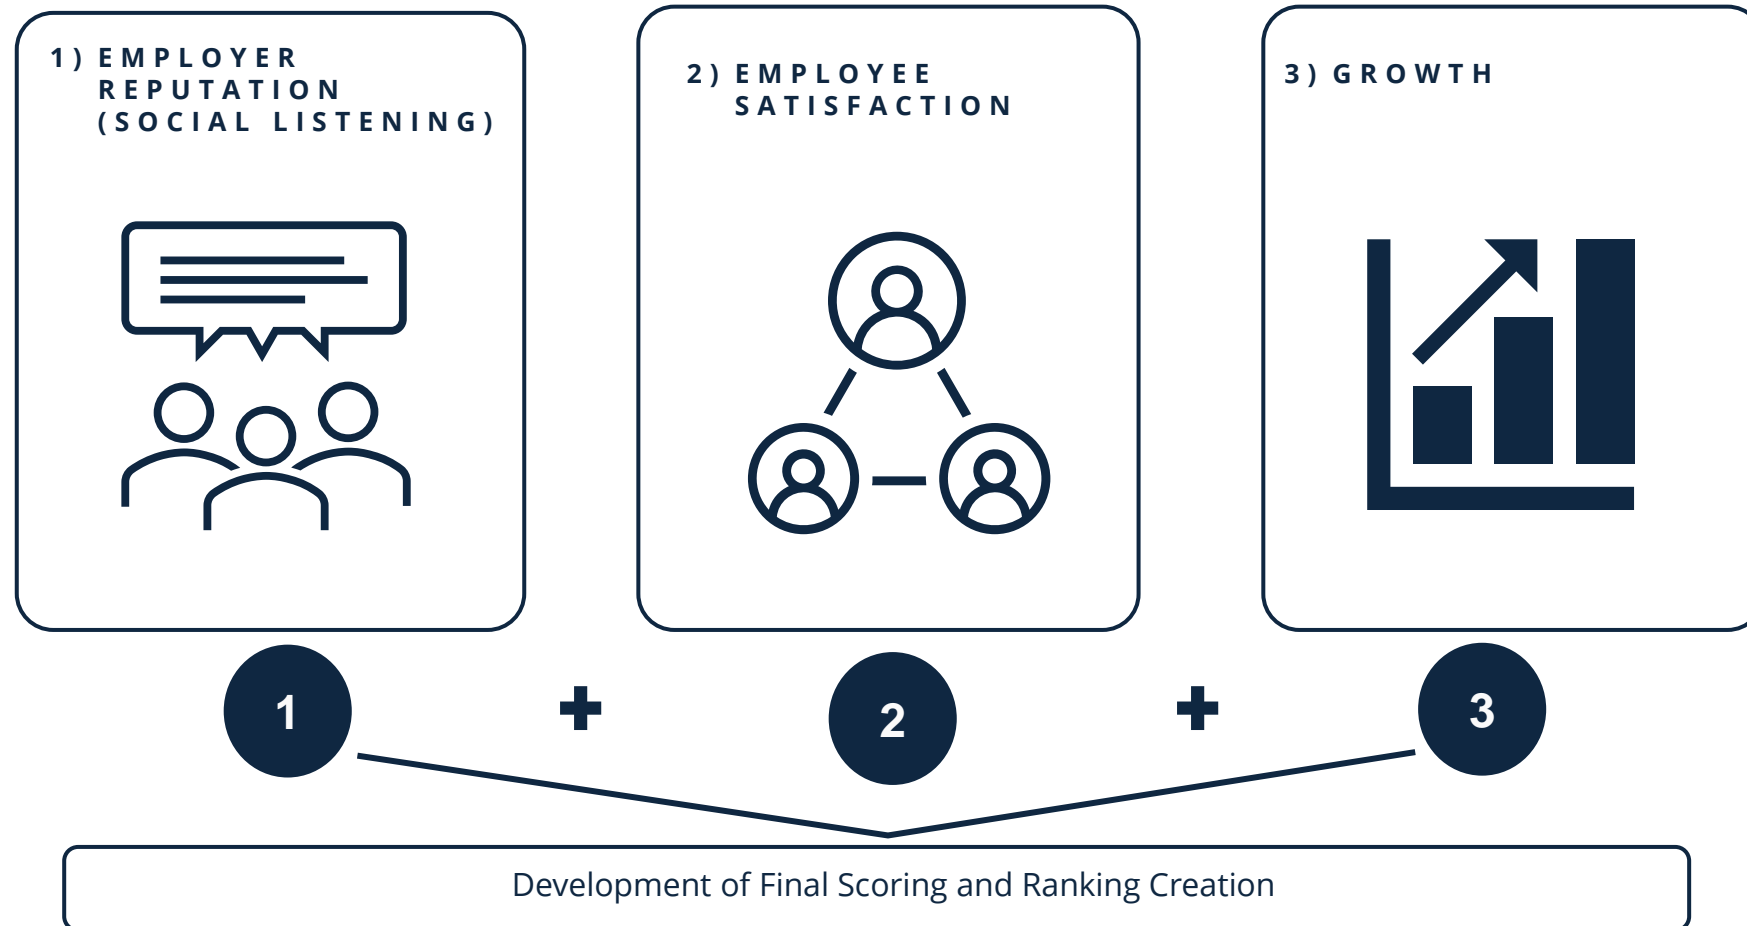 1) EMPLOYER
REPUTATION
(SOCIAL LISTENING)
2) EMPLOYEE
SATISFACTION
3) GROWTH
1
2
3
Development of Final Scoring and Ranking Creation